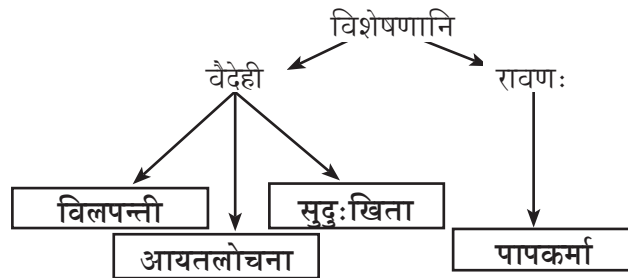 विशेषणानि
वैदेही रावणः
विलपन्ती सुदुःखिता
आयतलोचना पापकर्मा